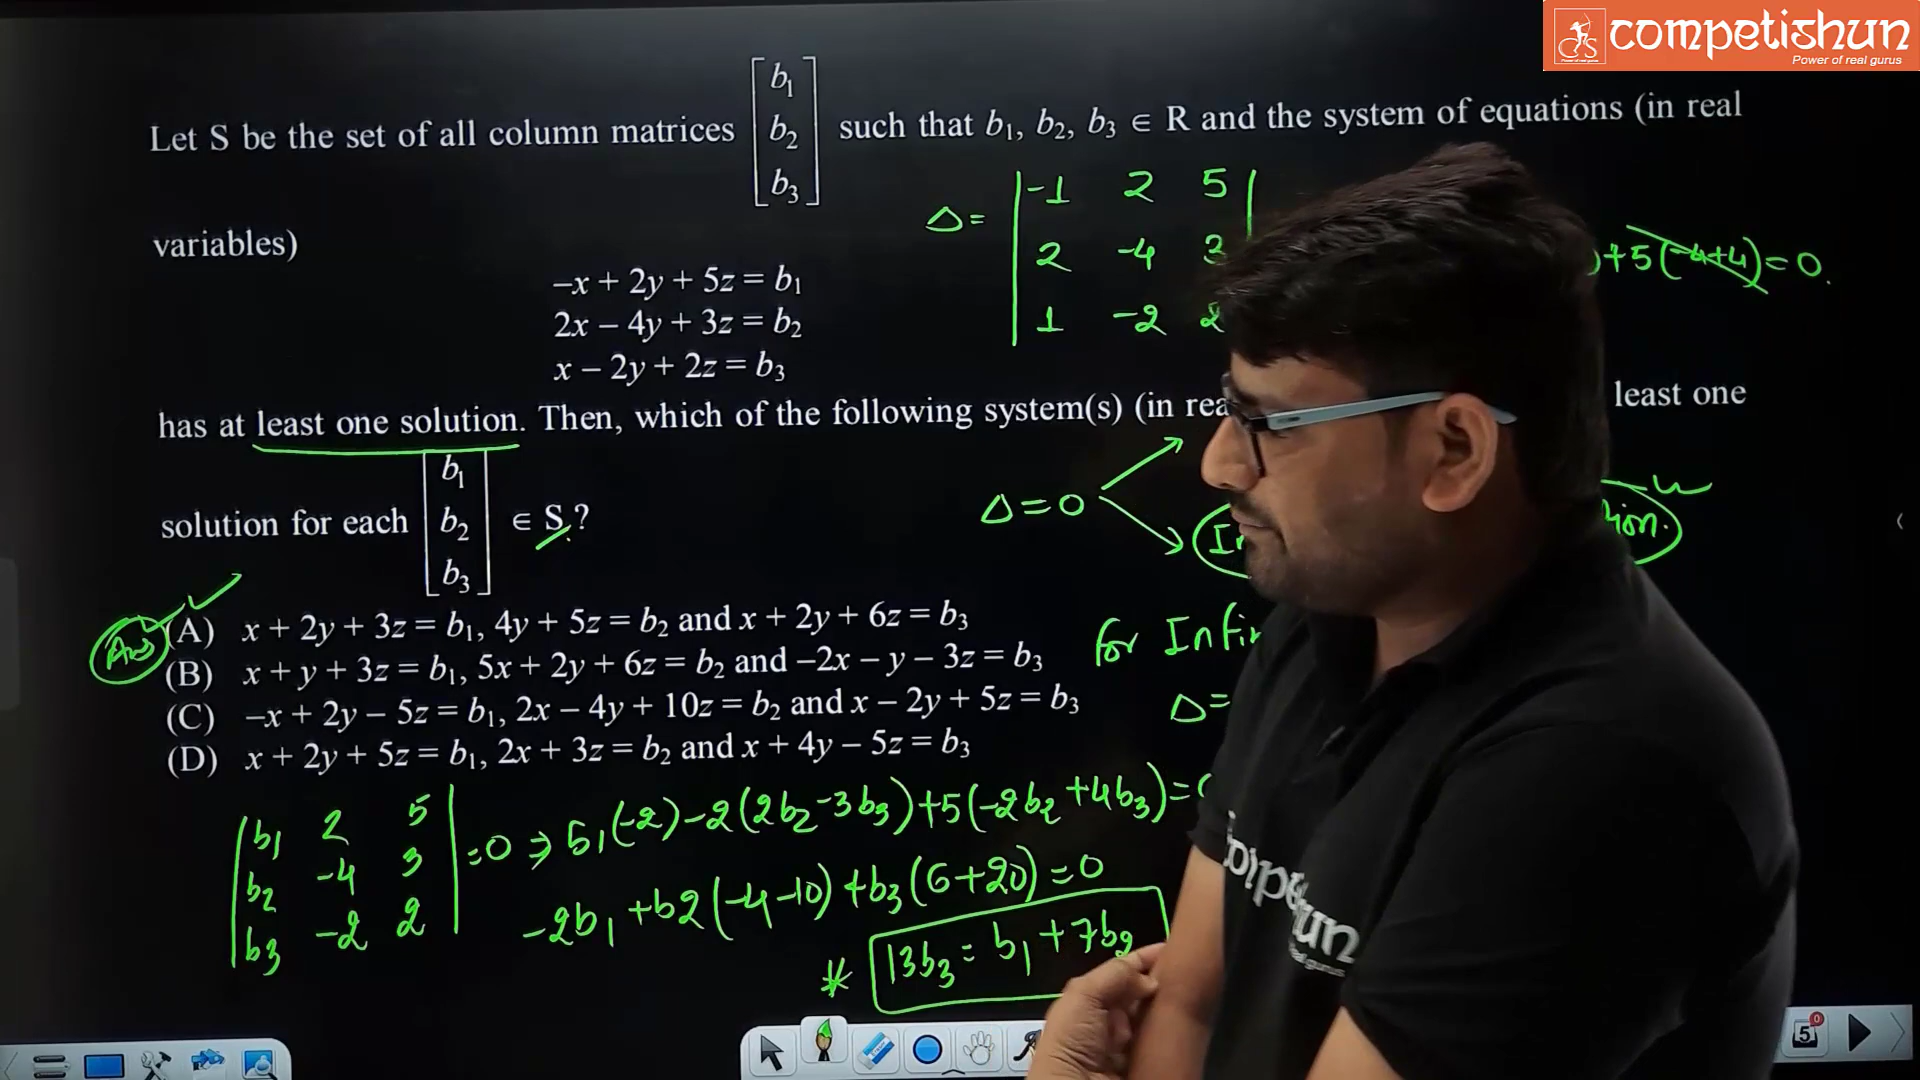 competishun
Power of real gurus
Let S be the set of all column matrices [b₁ b₂ b₃] such that b₁, b₂, b₃ ∈ R and the system of equations (in real
variables)
Δ = | -1 2 5
2 -4 3
1 -2 2
)+5(-4+4)=0.
–x + 2y + 5z = b₁
2x – 4y + 3z = b₂
x – 2y + 2z = b₃
has at least one solution. Then, which of the following system(s) (in rea least one
solution for each [b₁ b₂ b₃] ∈ S ?
Δ=0
Ans
(A) x + 2y + 3z = b₁, 4y + 5z = b₂ and x + 2y + 6z = b₃
(B) x + y + 3z = b₁, 5x + 2y + 6z = b₂ and –2x – y – 3z = b₃
(C) –x + 2y – 5z = b₁, 2x – 4y + 10z = b₂ and x – 2y + 5z = b₃
(D) x + 2y + 5z = b₁, 2x + 3z = b₂ and x + 4y – 5z = b₃
for Infi
Δ=
| b₁ 2 5 |
| b₂ -4 3 | =0 ⇒ b₁(-2)-2(2b₂-3b₃)+5(-2b₂+4b₃)=0
| b₃ -2 2 |
-2b₁+b₂(-4-10)+b₃(6+20)=0
* 13b₃ = b₁+7b₂